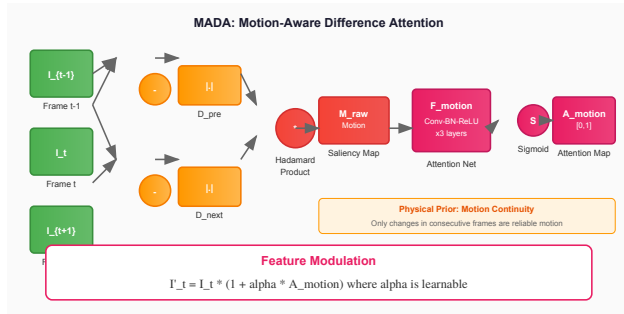 MADA: Motion-Aware Difference Attention
I_{t-1}
Frame t-1
I_t
Frame t
I_{t+1}
-
|.|
D_pre
-
|.|
D_next
*
Hadamard
Product
M_raw
Motion
Saliency Map
F_motion
Conv-BN-ReLU
x3 layers
Attention Net
S
Sigmoid
A_motion
[0,1]
Attention Map
Physical Prior: Motion Continuity
Only changes in consecutive frames are reliable motion
Feature Modulation
I'_t = I_t * (1 + alpha * A_motion) where alpha is learnable